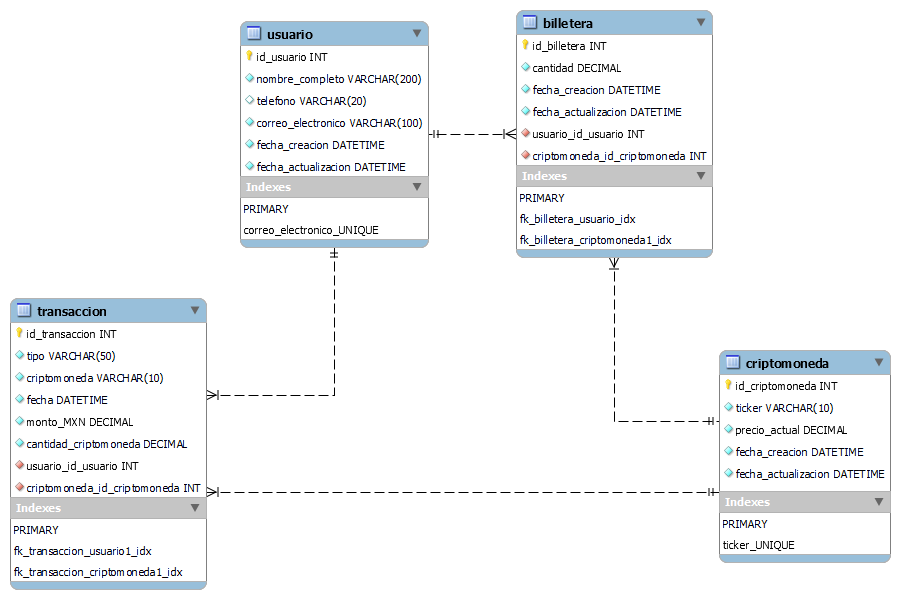 usuario
id_usuario INT
nombre_completo VARCHAR(200)
telefono VARCHAR(20)
correo_electronico VARCHAR(100)
fecha_creacion DATETIME
fecha_actualizacion DATETIME
Indexes
PRIMARY
correo_electronico_UNIQUE
billetera
id_billetera INT
cantidad DECIMAL
fecha_creacion DATETIME
fecha_actualizacion DATETIME
usuario_id_usuario INT
criptomoneda_id_criptomoneda INT
Indexes
PRIMARY
fk_billetera_usuario_idx
fk_billetera_criptomoneda1_idx
transaccion
id_transaccion INT
tipo VARCHAR(50)
criptomoneda VARCHAR(10)
fecha DATETIME
monto_MXN DECIMAL
cantidad_criptomoneda DECIMAL
usuario_id_usuario INT
criptomoneda_id_criptomoneda INT
Indexes
PRIMARY
fk_transaccion_usuario1_idx
fk_transaccion_criptomoneda1_idx
criptomoneda
id_criptomoneda INT
ticker VARCHAR(10)
precio_actual DECIMAL
fecha_creacion DATETIME
fecha_actualizacion DATETIME
Indexes
PRIMARY
ticker_UNIQUE